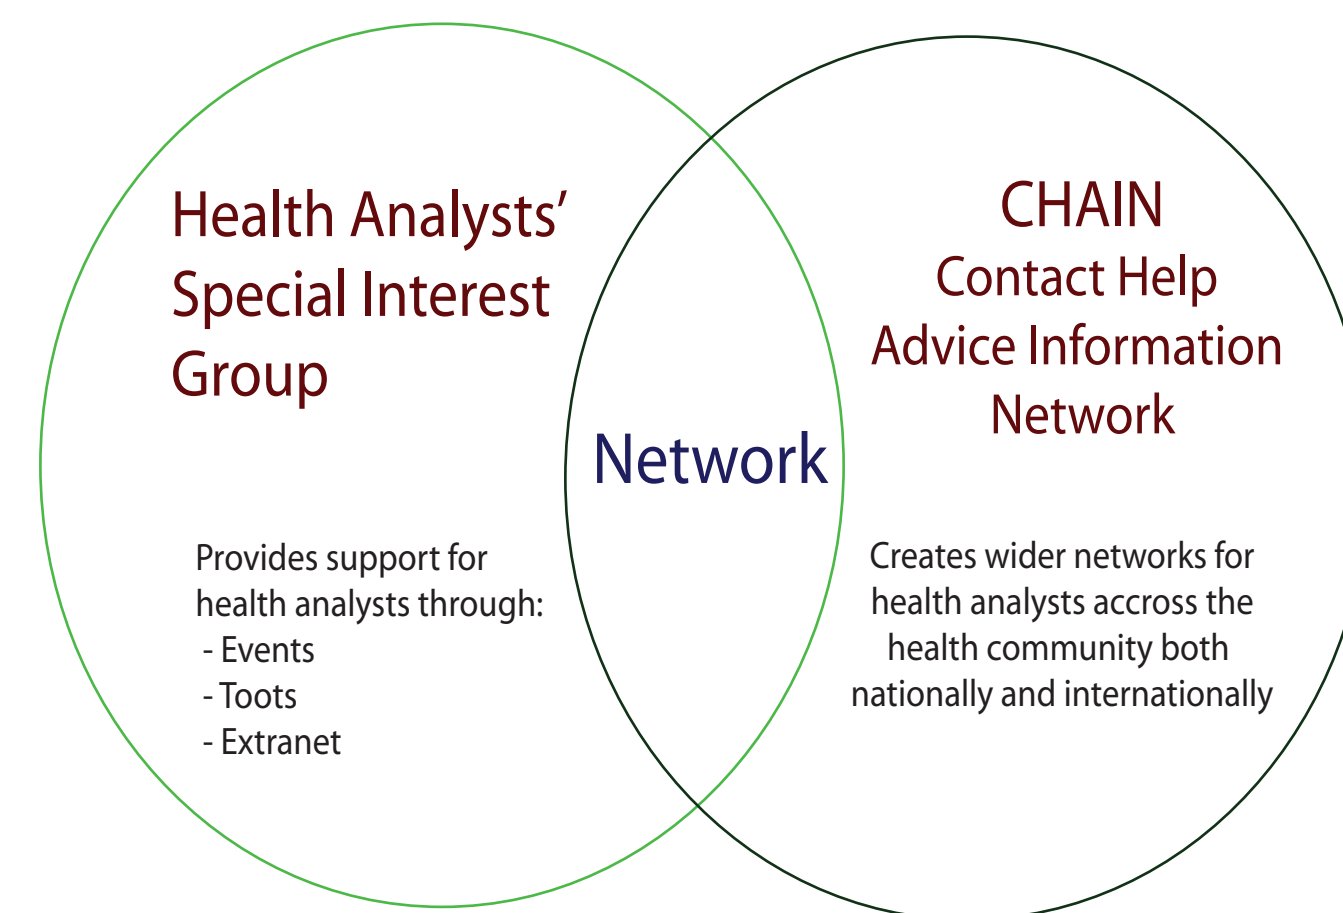 Health Analysts’
Special Interest
Group
Provides support for
health analysts through:
- Events
- Toots
- Extranet
Network
CHAIN
Contact Help
Advice Information
Network
Creates wider networks for
health analysts accross the
health community both
nationally and internationally